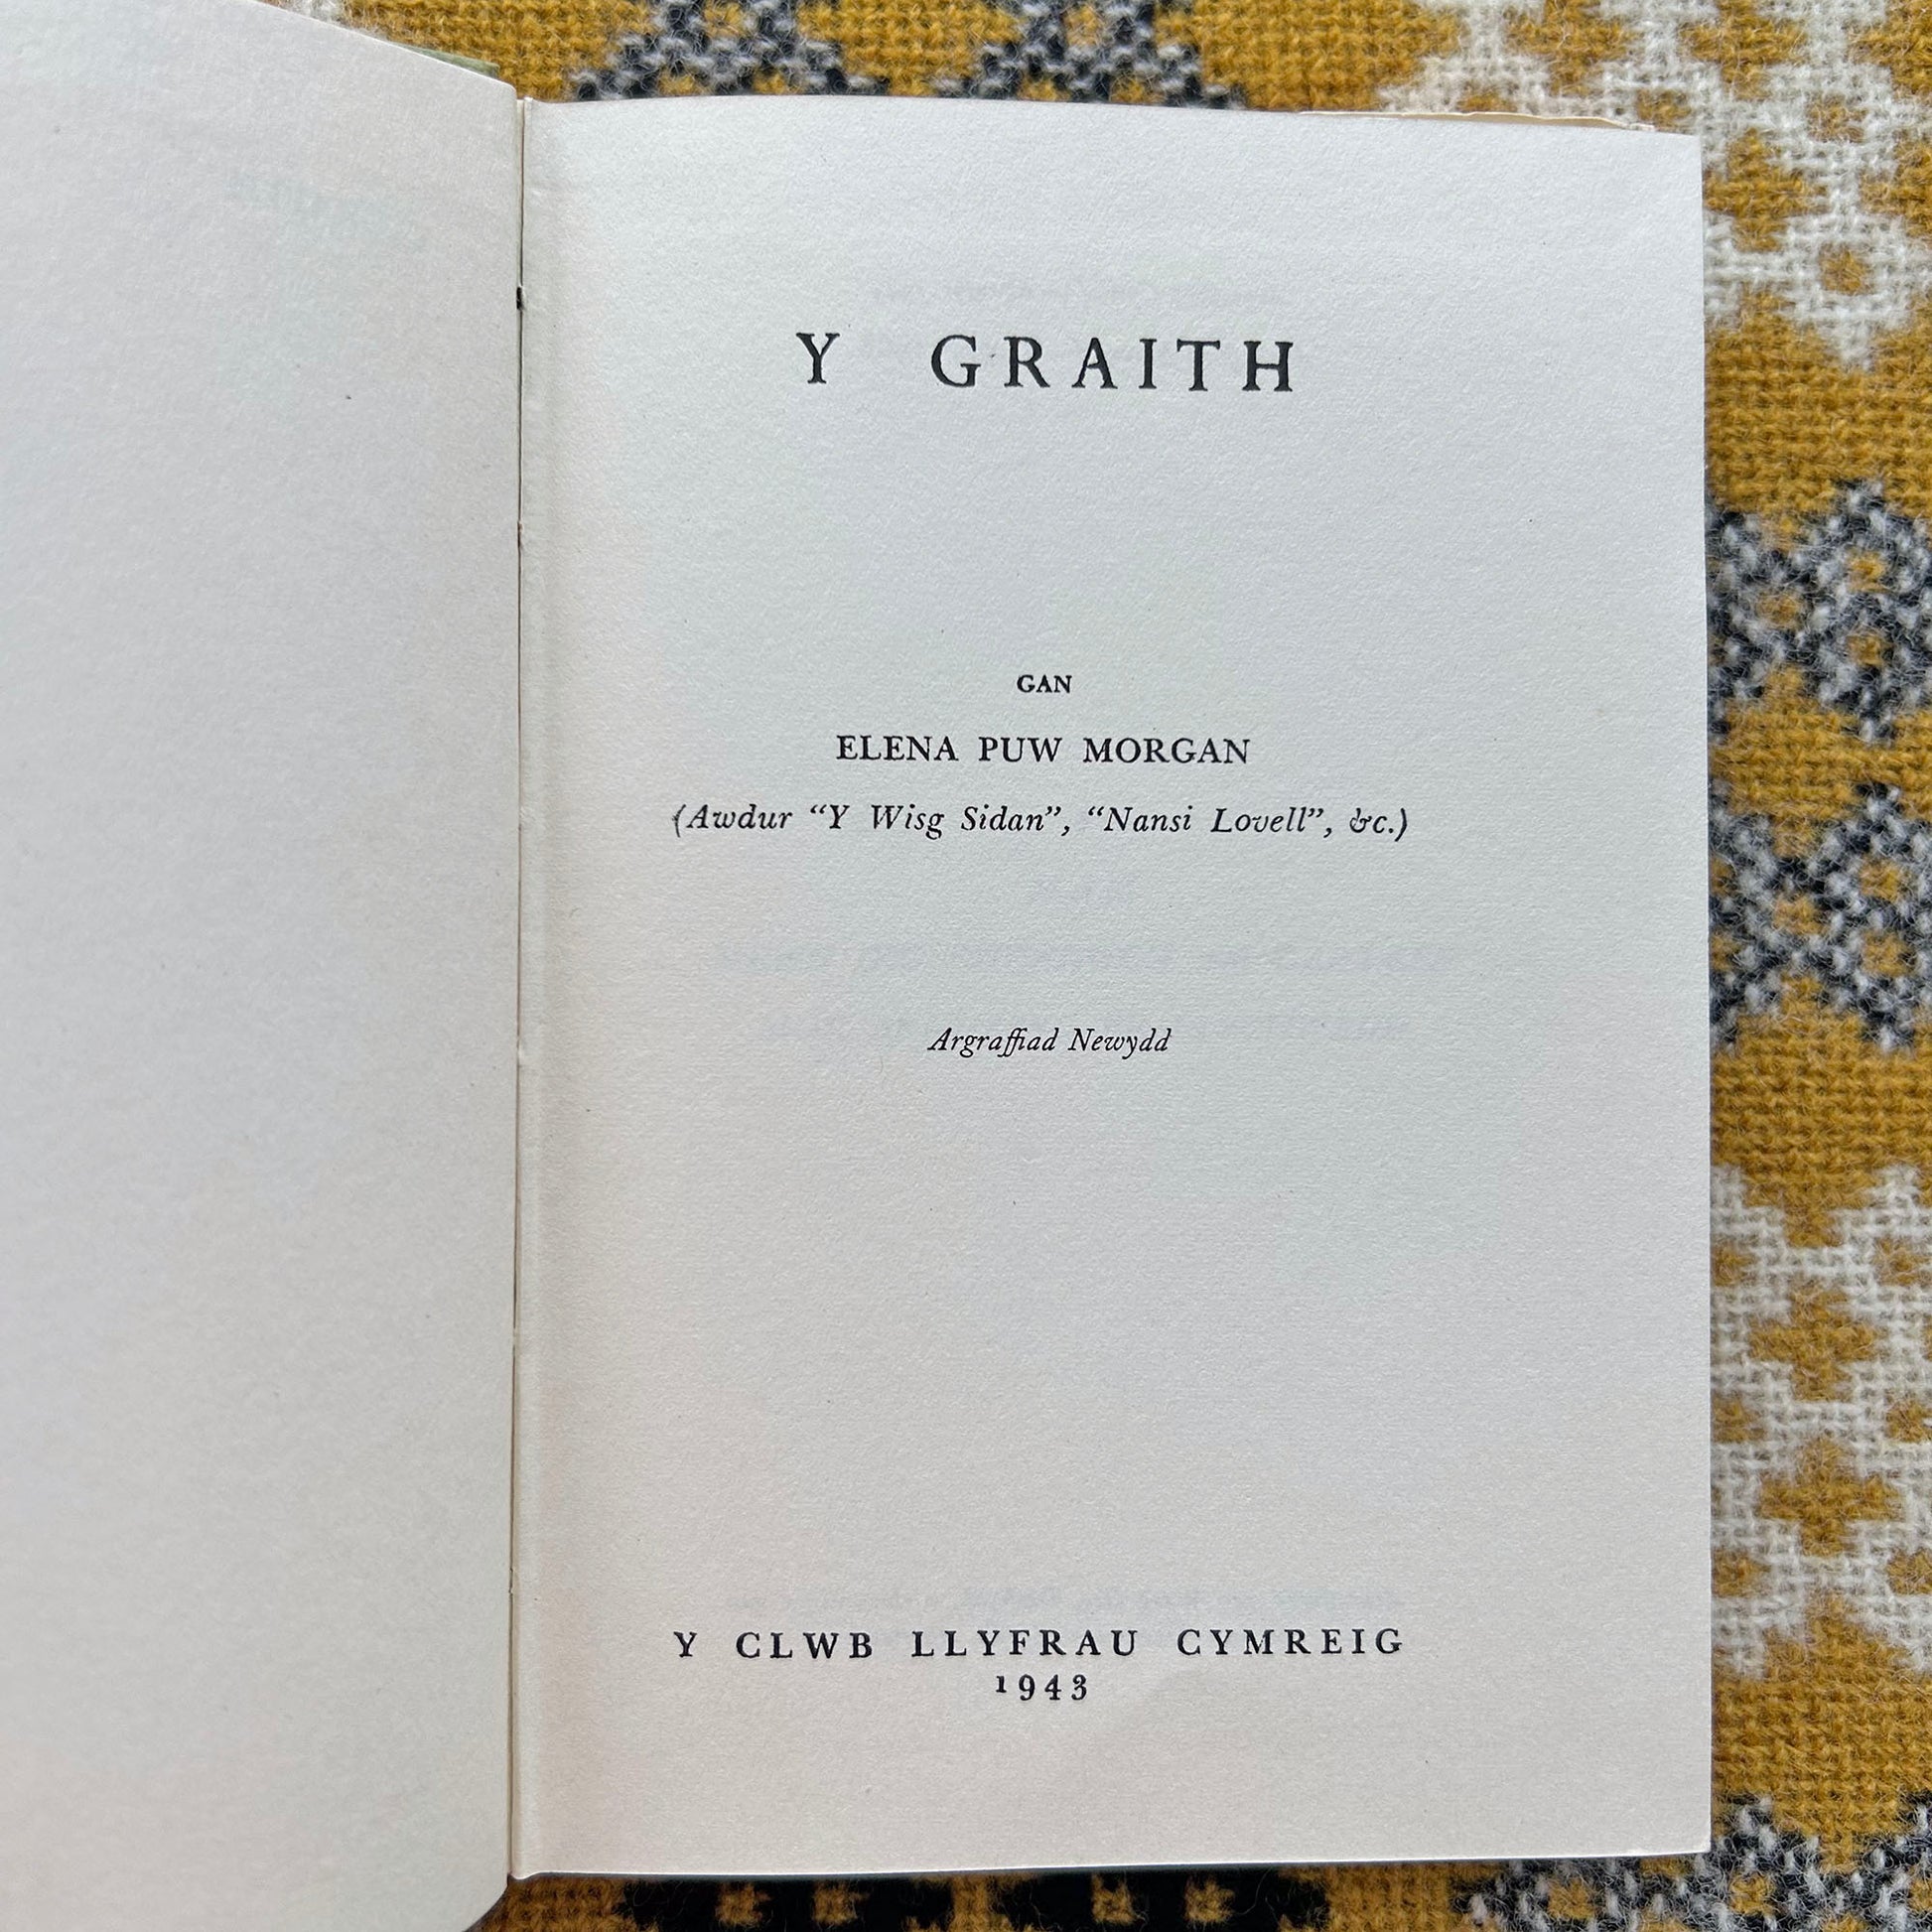 Y GRAITH
GAN
ELENA PUW MORGAN
(Awdur “Y Wisg Sidan”, “Nansi Lovell”, &c.)
Argraffiad Newydd
Y CLWB LLYFRAU CYMREIG
1943